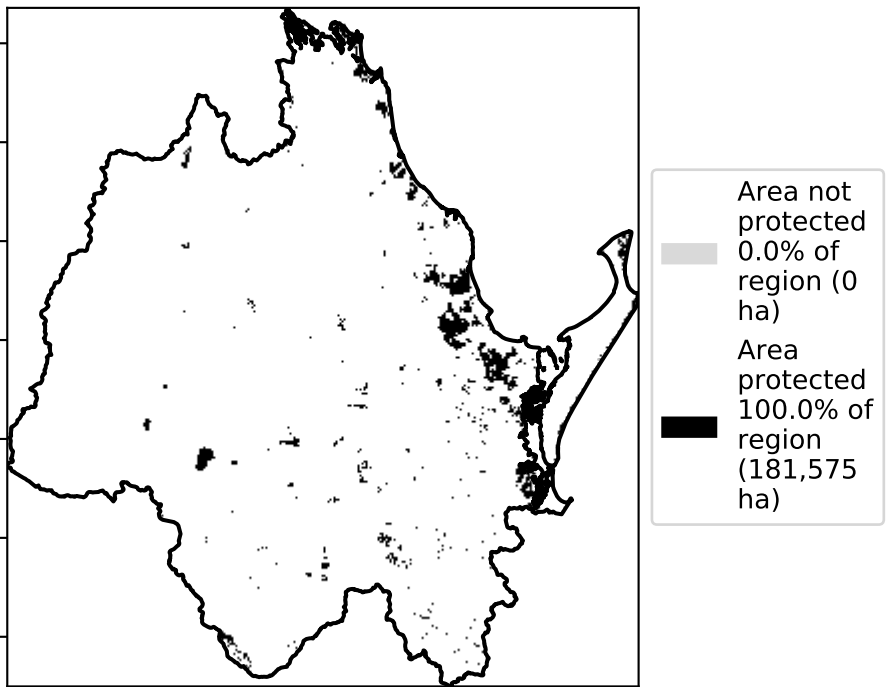 Area not
protected
0.0% of
region (0
ha)
Area
protected
100.0% of
region
(181,575
ha)